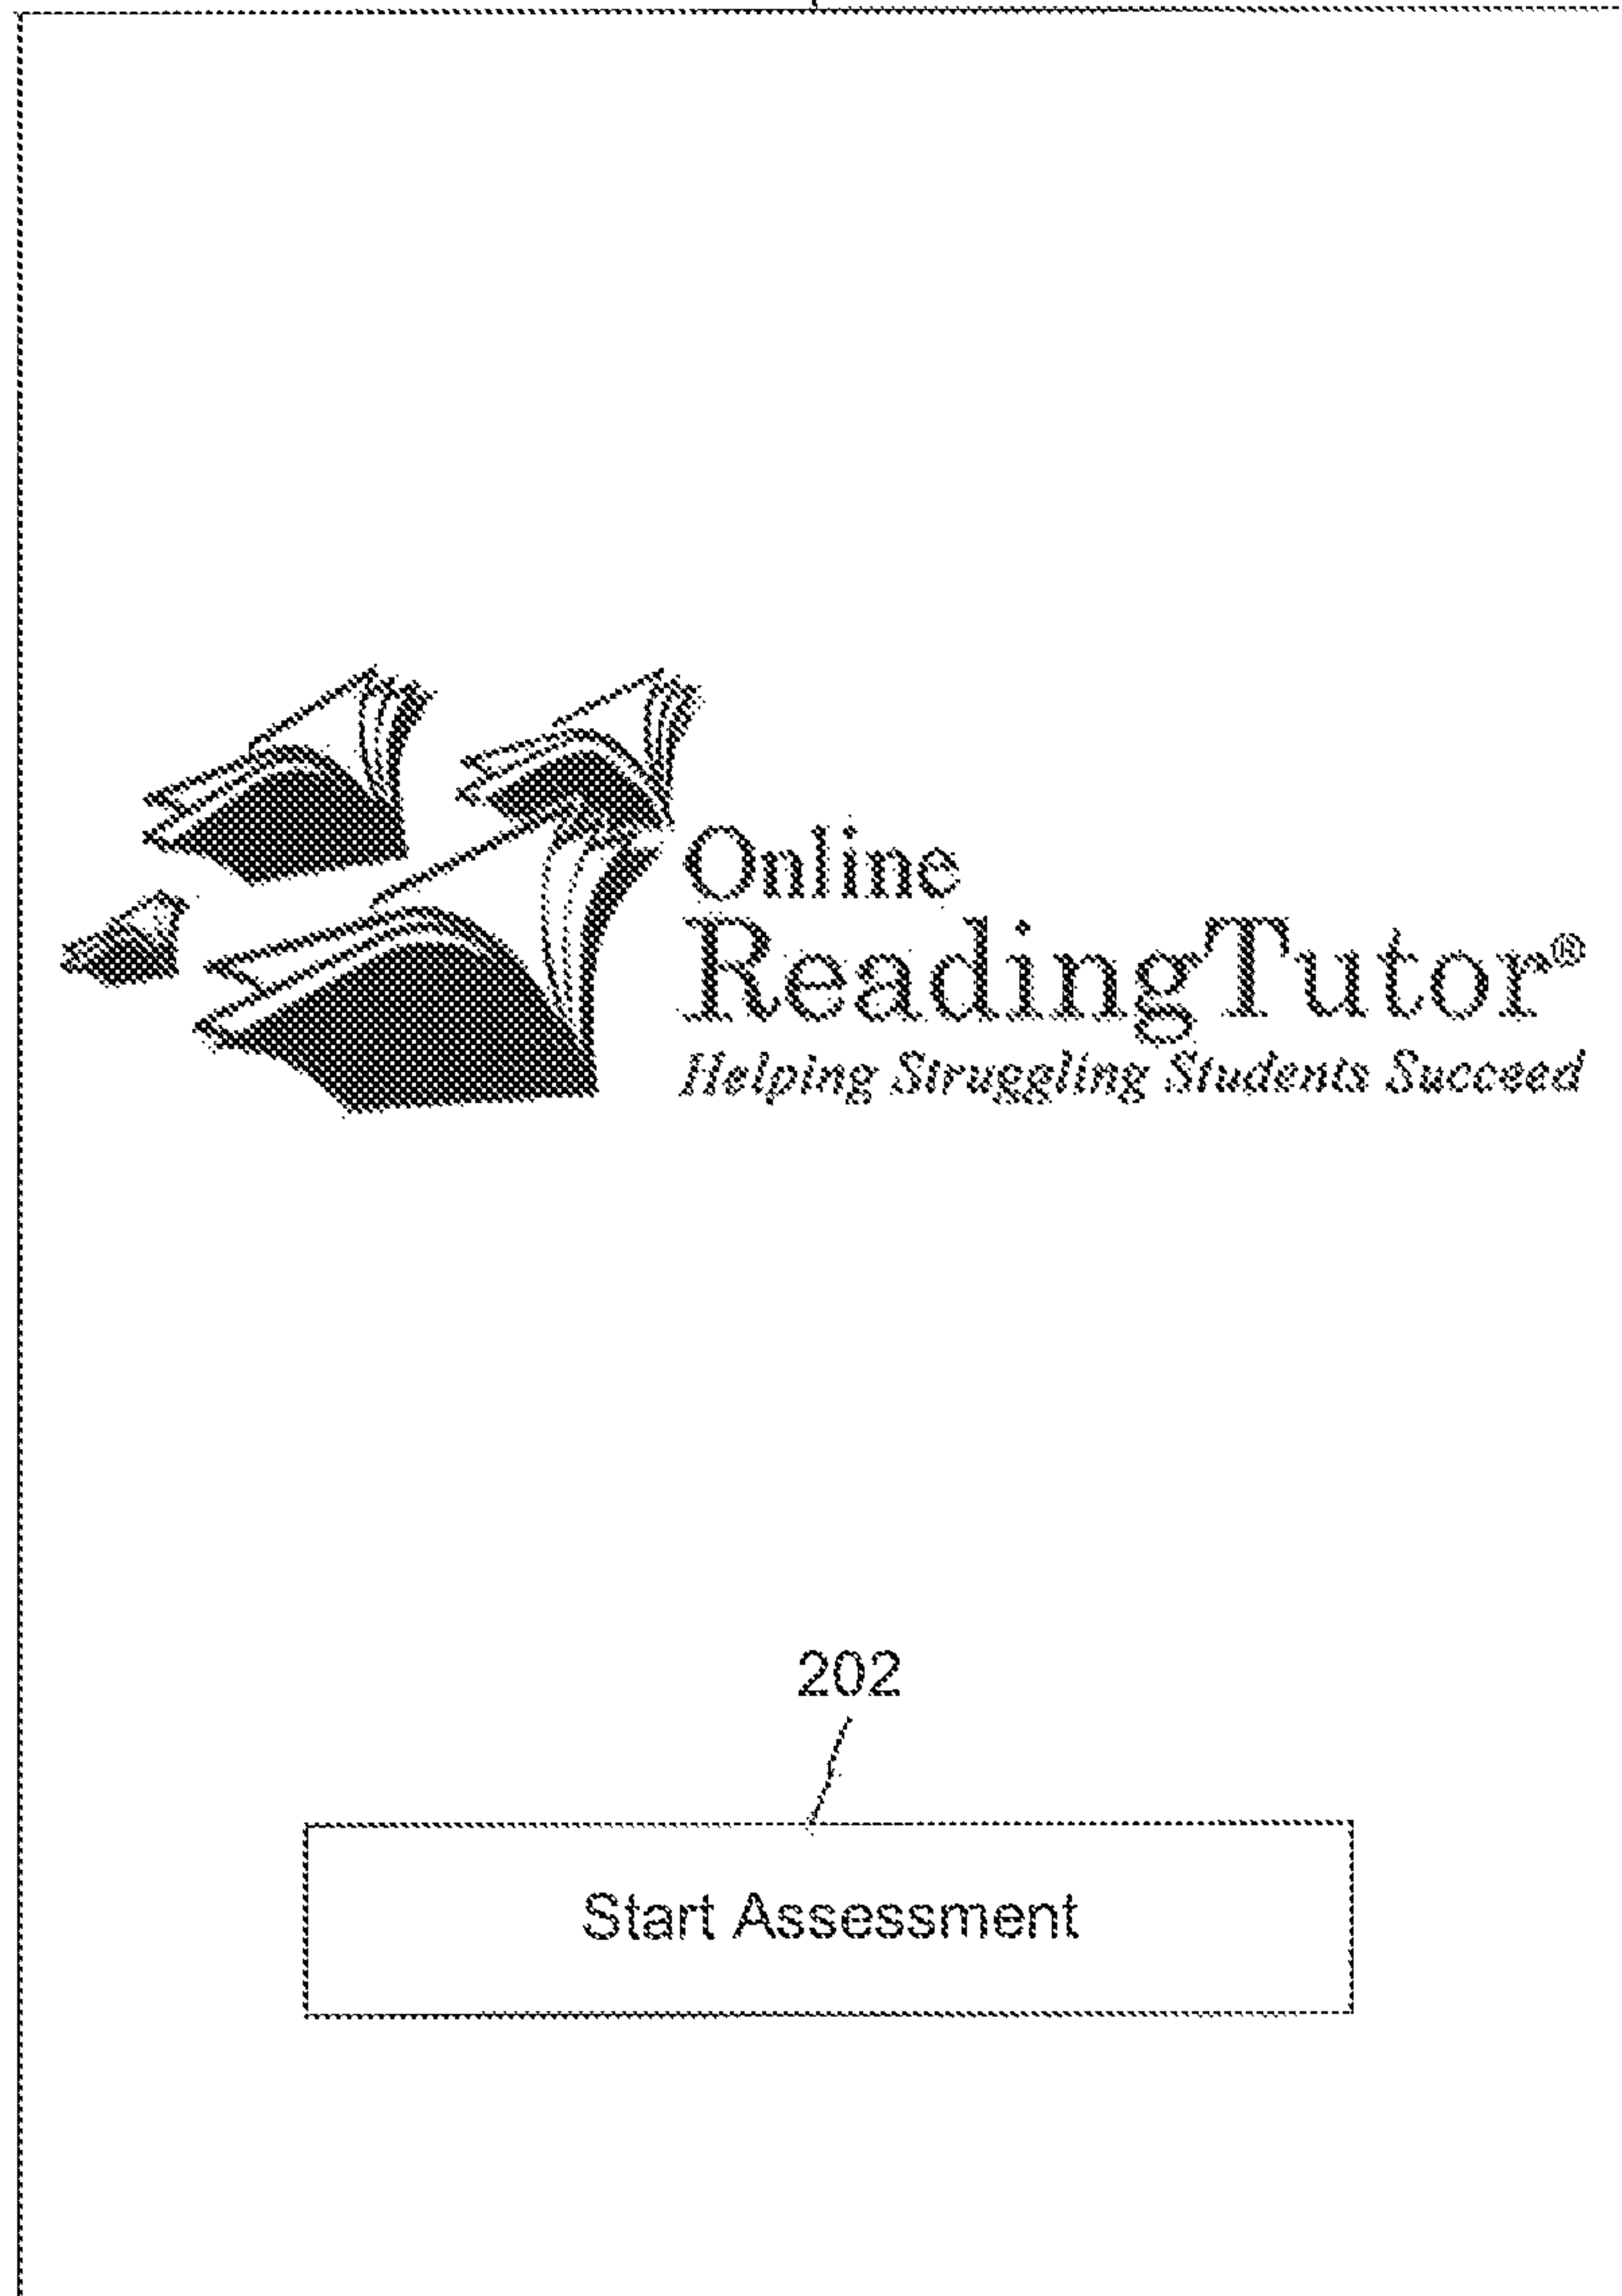 Online
ReadingTutor®
Helping Struggling Students Succeed
202
Start Assessment